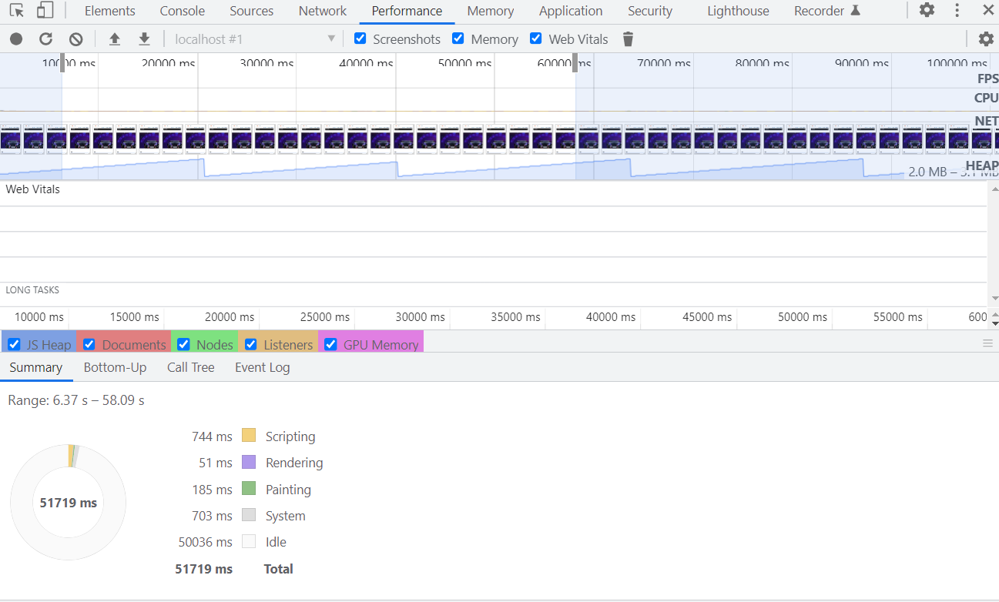 Elements Console Sources Network Performance Memory Application Security Lighthouse Recorder
localhost #1 Screenshots Memory Web Vitals
10000 ms 20000 ms 30000 ms 40000 ms 50000 ms 60000 ms 70000 ms 80000 ms 90000 ms 100000 ms
FPS
CPU
NET
HEAP
2.0 MB – 3.1 MB
Web Vitals
LONG TASKS
10000 ms 15000 ms 20000 ms 25000 ms 30000 ms 35000 ms 40000 ms 45000 ms 50000 ms 55000 ms 600
JS Heap Documents Nodes Listeners GPU Memory
Summary Bottom-Up Call Tree Event Log
Range: 6.37 s – 58.09 s
51719 ms
744 ms Scripting
51 ms Rendering
185 ms Painting
703 ms System
50036 ms Idle
51719 ms Total